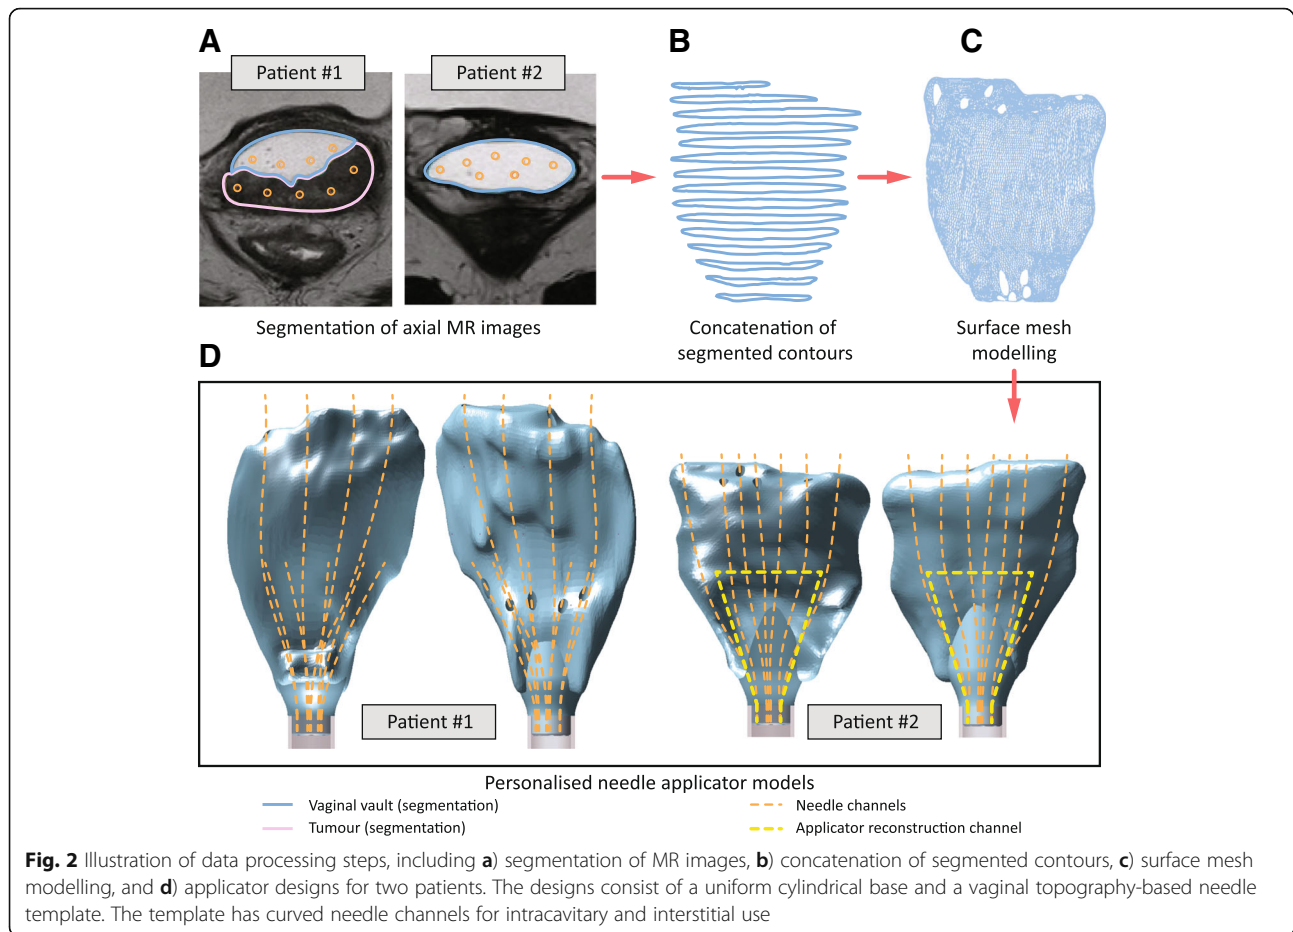 A
B
C
Patient #1
Patient #2
Segmentation of axial MR images
Concatenation of
segmented contours
Surface mesh
modelling
D
Patient #1
Patient #2
Personalised needle applicator models
Vaginal vault (segmentation)
Tumour (segmentation)
Needle channels
Applicator reconstruction channel
Fig. 2 Illustration of data processing steps, including a) segmentation of MR images, b) concatenation of segmented contours, c) surface mesh
modelling, and d) applicator designs for two patients. The designs consist of a uniform cylindrical base and a vaginal topography-based needle
template. The template has curved needle channels for intracavitary and interstitial use